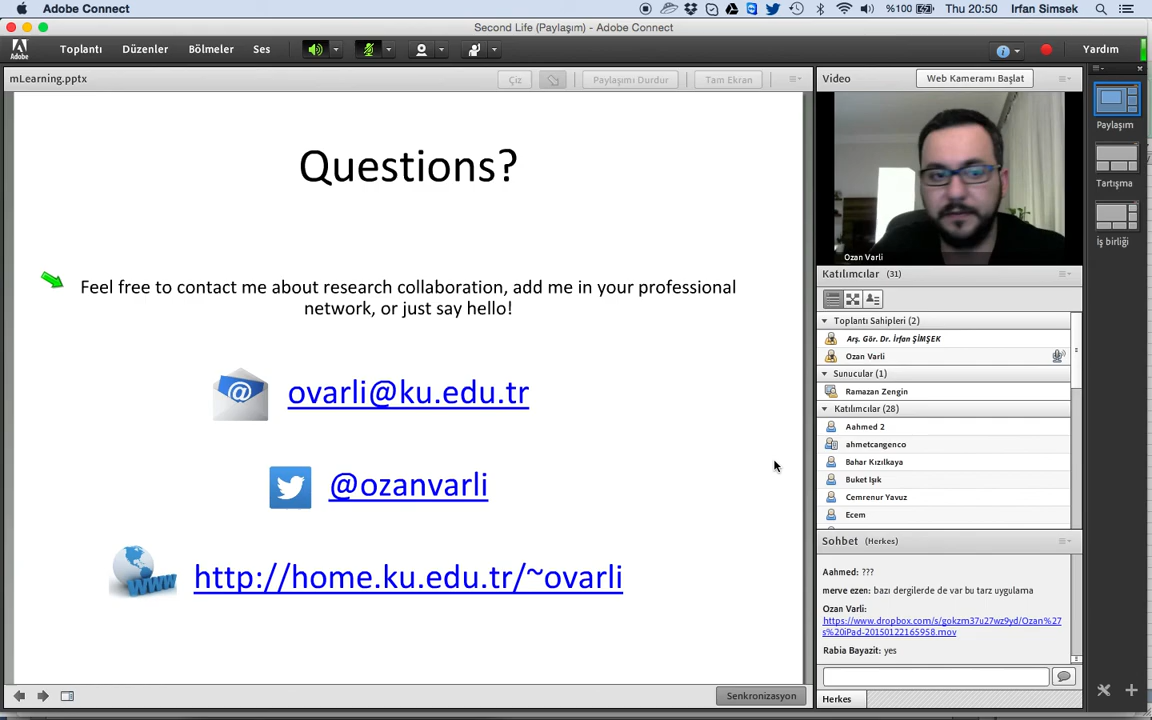 Adobe Connect
%100
Thu 20:50
Irfan Simsek
Second Life (Paylaşım) - Adobe Connect
Adobe
Toplantı
Düzenler
Bölmeler
Ses
Yardım
mLearning.pptx
Çiz
Paylaşımı Durdur
Tam Ekran
Questions?
Feel free to contact me about research collaboration, add me in your professional
network, or just say hello!
@
ovarli@ku.edu.tr
@ozanvarli
WWW
http://home.ku.edu.tr/~ovarli
Senkronizasyon
Video
Web Kameramı Başlat
Ozan Varli
Katılımcılar (31)
Toplantı Sahipleri (2)
Arş. Gör. Dr. İrfan ŞİMŞEK
Ozan Varli
Sunucular (1)
Ramazan Zengin
Katılımcılar (28)
Aahmed 2
ahmetcangenco
Bahar Kızılkaya
Buket Işık
Cemrenur Yavuz
Ecem
Sohbet (Herkes)
Aahmed: ???
merve ezen: bazı dergilerde de var bu tarz uygulama
Ozan Varli:
https://www.dropbox.com/s/gokzm37u27wz9yd/Ozan%27
s%20iPad-20150122165958.mov
Rabia Bayazit: yes
Herkes
Paylaşım
Tartışma
İş birliği